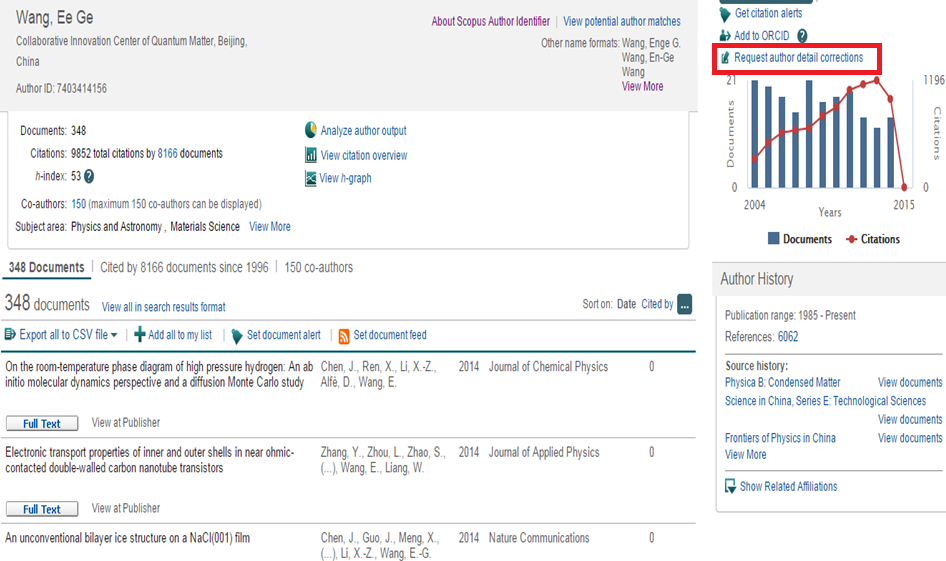 Wang, Ee Ge
Collaborative Innovation Center of Quantum Matter, Beijing,
China
Author ID: 7403414156
About Scopus Author Identifier | View potential author matches
Other name formats: Wang, Enge G.
Wang, En-Ge
Wang
View More
Documents: 348
Citations: 9852 total citations by 8166 documents
h-index: 53 ?
Co-authors: 150 (maximum 150 co-authors can be displayed)
Subject area: Physics and Astronomy , Materials Science View More
Analyze author output
View citation overview
View h-graph
348 Documents | Cited by 8166 documents since 1996 | 150 co-authors
348 documents View all in search results format
Sort on: Date Cited by ...
Export all to CSV file | Add all to my list | Set document alert | Set document feed
On the room-temperature phase diagram of high pressure hydrogen: An ab
initio molecular dynamics perspective and a diffusion Monte Carlo study
Chen, J., Ren, X., Li, X.-Z.,
Alfè, D., Wang, E.
2014 Journal of Chemical Physics 0
Full Text View at Publisher
Electronic transport properties of inner and outer shells in near ohmic-
contacted double-walled carbon nanotube transistors
Zhang, Y., Zhou, L., Zhao, S.,
(...), Wang, E., Liang, W.
2014 Journal of Applied Physics 0
Full Text View at Publisher
An unconventional bilayer ice structure on a NaCl(001) film
Chen, J., Guo, J., Meng, X.,
(...), Li, X.-Z., Wang, E.-G.
2014 Nature Communications 0
Get citation alerts
Add to ORCID ?
Request author detail corrections
21 1196
Documents
Citations
0 0
2004 2015
Years
Documents Citations
Author History
Publication range: 1985 - Present
References: 6062
Source history:
Physica B: Condensed Matter View documents
Science in China, Series E: Technological Sciences
View documents
Frontiers of Physics in China View documents
View More
Show Related Affiliations